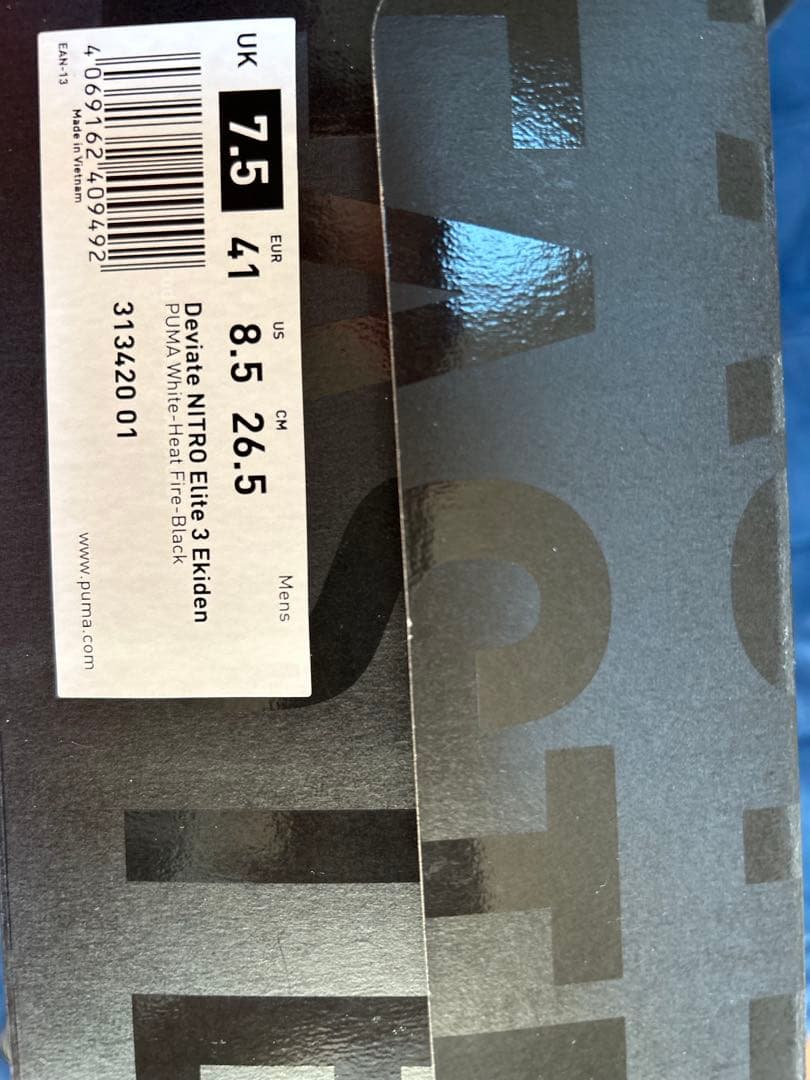 Mens
UK EUR US CM
7.5 41 8.5 26.5
Deviate NITRO Elite 3 Ekiden
PUMA White-Heat Fire-Black
313420 01
4 069162 409492
Made in Vietnam
EAN-13
www.puma.com